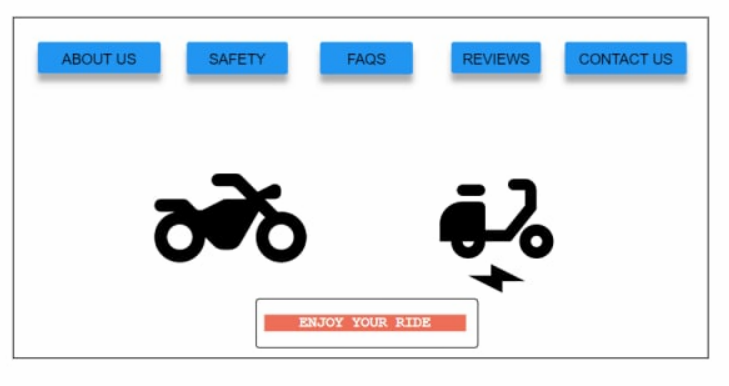 ABOUT US SAFETY FAQS REVIEWS CONTACT US
ENJOY YOUR RIDE